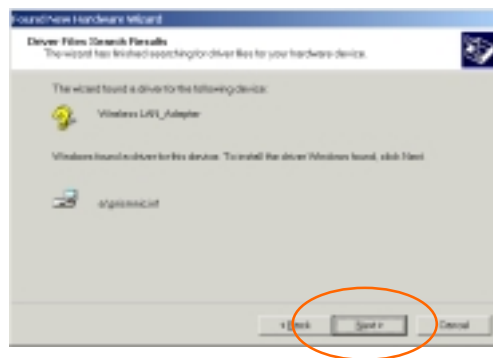 Found New Hardware Wizard
Driver Files Search Results
The wizard has finished searching for driver files for your hardware device.
The wizard found a driver for the following device:
Wireless LAN_Adapter
Windows found a driver for this device. To install the driver Windows found, click Next.
< Back
Next >
Cancel